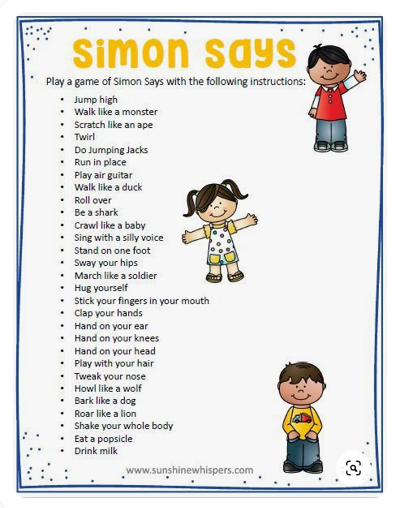 simon says
Play a game of Simon Says with the following instructions:
• Jump high
• Walk like a monster
• Scratch like an ape
• Twirl
• Do Jumping Jacks
• Run in place
• Play air guitar
• Walk like a duck
• Roll over
• Be a shark
• Crawl like a baby
• Sing with a silly voice
• Stand on one foot
• Sway your hips
• March like a soldier
• Hug yourself
• Stick your fingers in your mouth
• Clap your hands
• Hand on your ear
• Hand on your knees
• Hand on your head
• Play with your hair
• Tweak your nose
• Howl like a wolf
• Bark like a dog
• Roar like a lion
• Shake your whole body
• Eat a popsicle
• Drink milk
www.sunshinewhispers.com